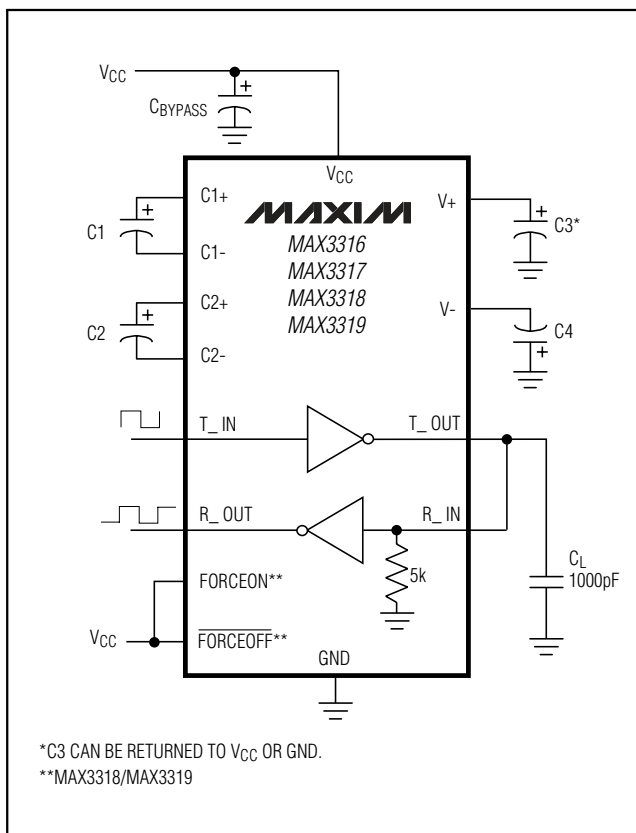 VCC
CBYPASS
VCC
C1+
V+
MAXIM
C1
C3*
C1-
MAX3316
MAX3317
C2+
MAX3318
V-
C2
MAX3319
C4
C2-
T_ IN
T_ OUT
R_ OUT
R_ IN
5k
CL
1000pF
FORCEON**
VCC
FORCEOFF**
GND
*C3 CAN BE RETURNED TO VCC OR GND.
**MAX3318/MAX3319